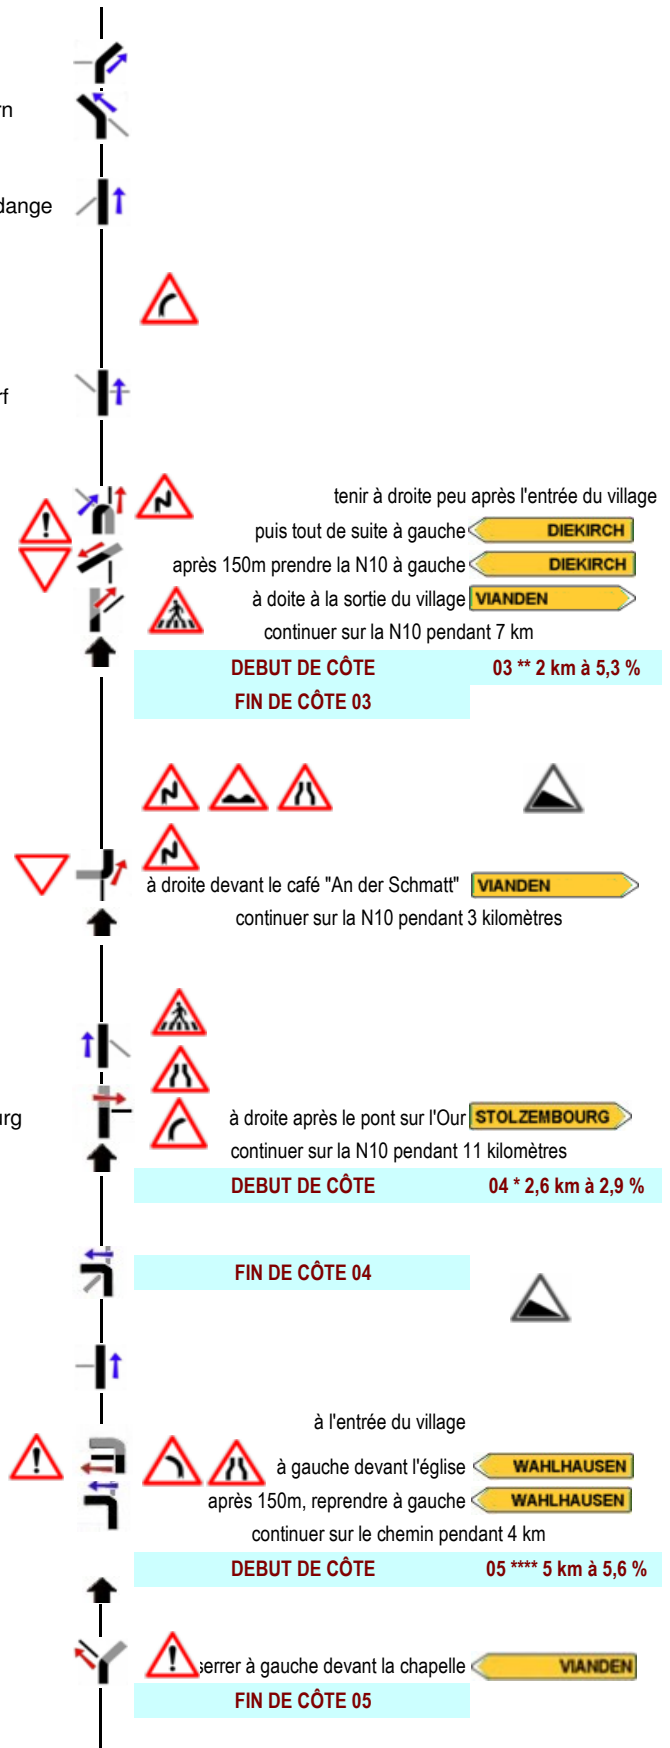 rn
dange
rf
tenir à droite peu après l'entrée du village
puis tout de suite à gauche DIEKIRCH
après 150m prendre la N10 à gauche DIEKIRCH
à doite à la sortie du village VIANDEN
continuer sur la N10 pendant 7 km
DEBUT DE CÔTE 03 ** 2 km à 5,3 %
FIN DE CÔTE 03
à droite devant le café "An der Schmatt" VIANDEN
continuer sur la N10 pendant 3 kilomètres
urg à droite après le pont sur l'Our STOLZEMBOURG
continuer sur la N10 pendant 11 kilomètres
DEBUT DE CÔTE 04 * 2,6 km à 2,9 %
FIN DE CÔTE 04
à l'entrée du village
à gauche devant l'église WAHLHAUSEN
après 150m, reprendre à gauche WAHLHAUSEN
continuer sur le chemin pendant 4 km
DEBUT DE CÔTE 05 **** 5 km à 5,6 %
serrer à gauche devant la chapelle VIANDEN
FIN DE CÔTE 05